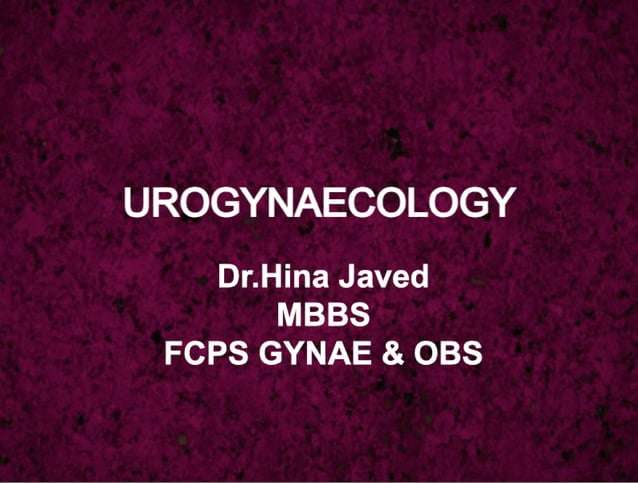 UROGYNAECOLOGY
Dr.Hina Javed
MBBS
FCPS GYNAE & OBS